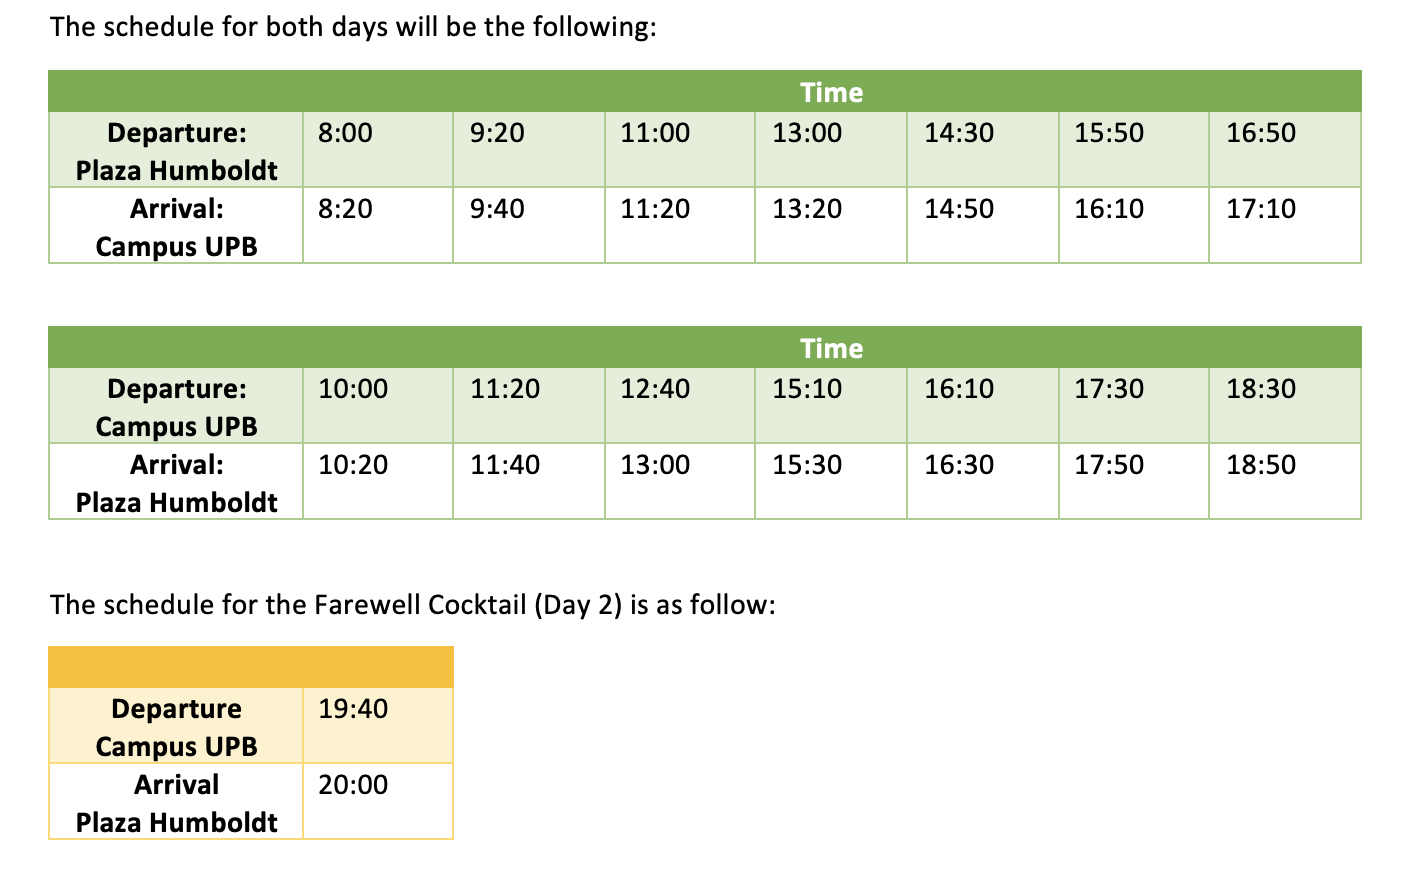 The schedule for both days will be the following:
Time
Departure: Plaza Humboldt 8:00 9:20 11:00 13:00 14:30 15:50 16:50
Arrival: Campus UPB 8:20 9:40 11:20 13:20 14:50 16:10 17:10
Time
Departure: Campus UPB 10:00 11:20 12:40 15:10 16:10 17:30 18:30
Arrival: Plaza Humboldt 10:20 11:40 13:00 15:30 16:30 17:50 18:50
The schedule for the Farewell Cocktail (Day 2) is as follow:
Departure Campus UPB 19:40
Arrival Plaza Humboldt 20:00